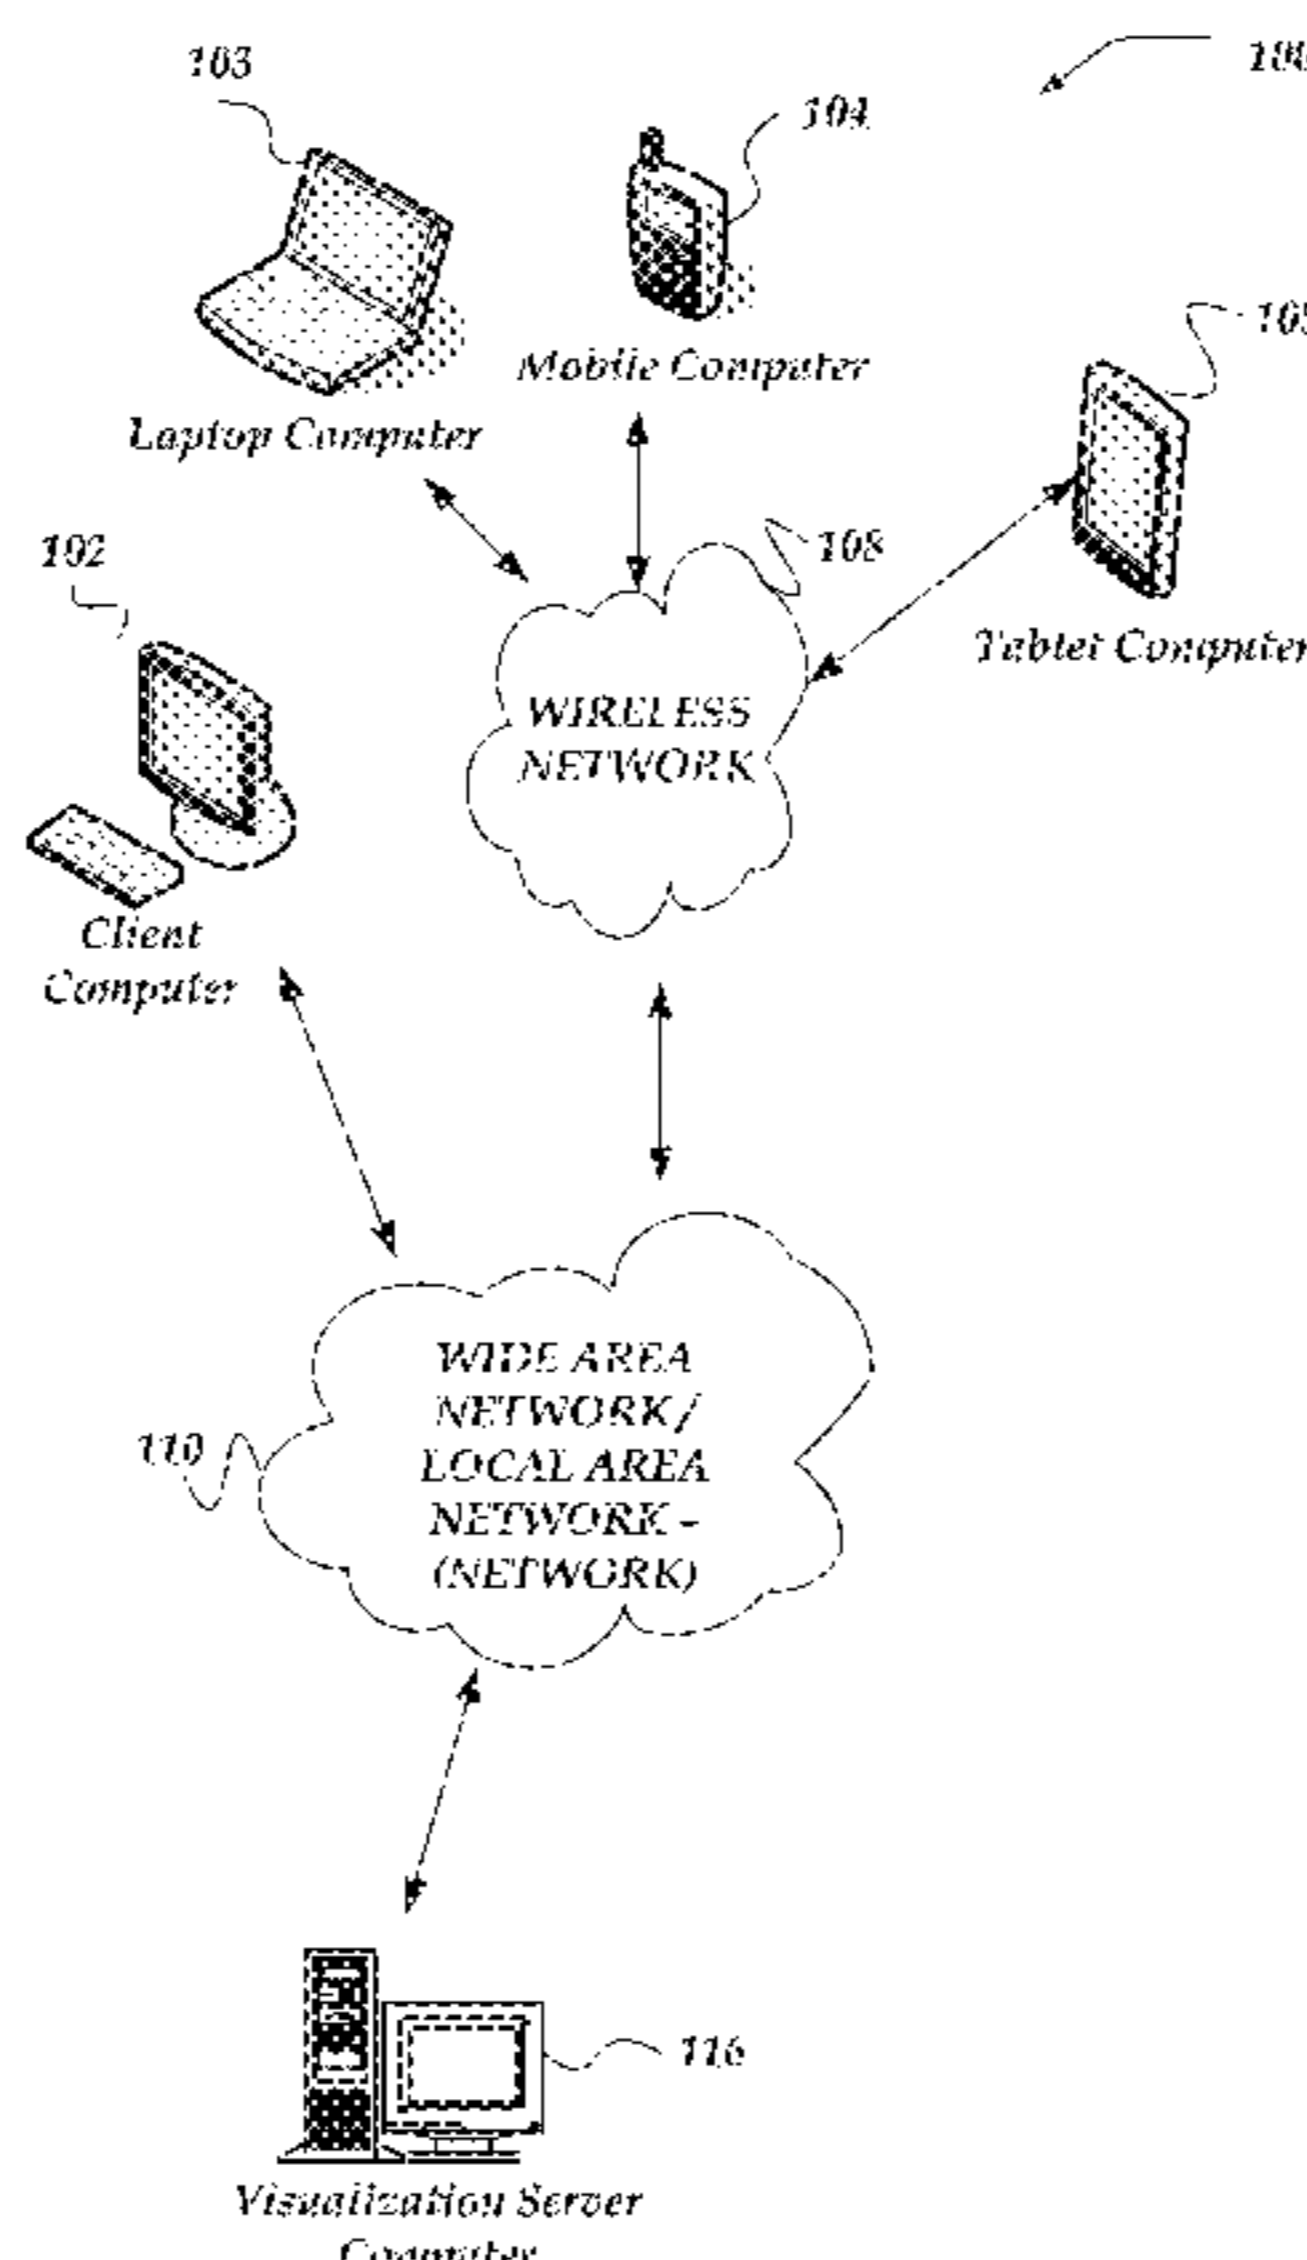 103
104
Mobile Computer
Laptop Computer
108
102
Tablet Computer
WIRELESS
NETWORK
Client
Computer
WIDE AREA
NETWORK /
LOCAL AREA
NETWORK -
(NETWORK)
110
116
Visualization Server
Computer